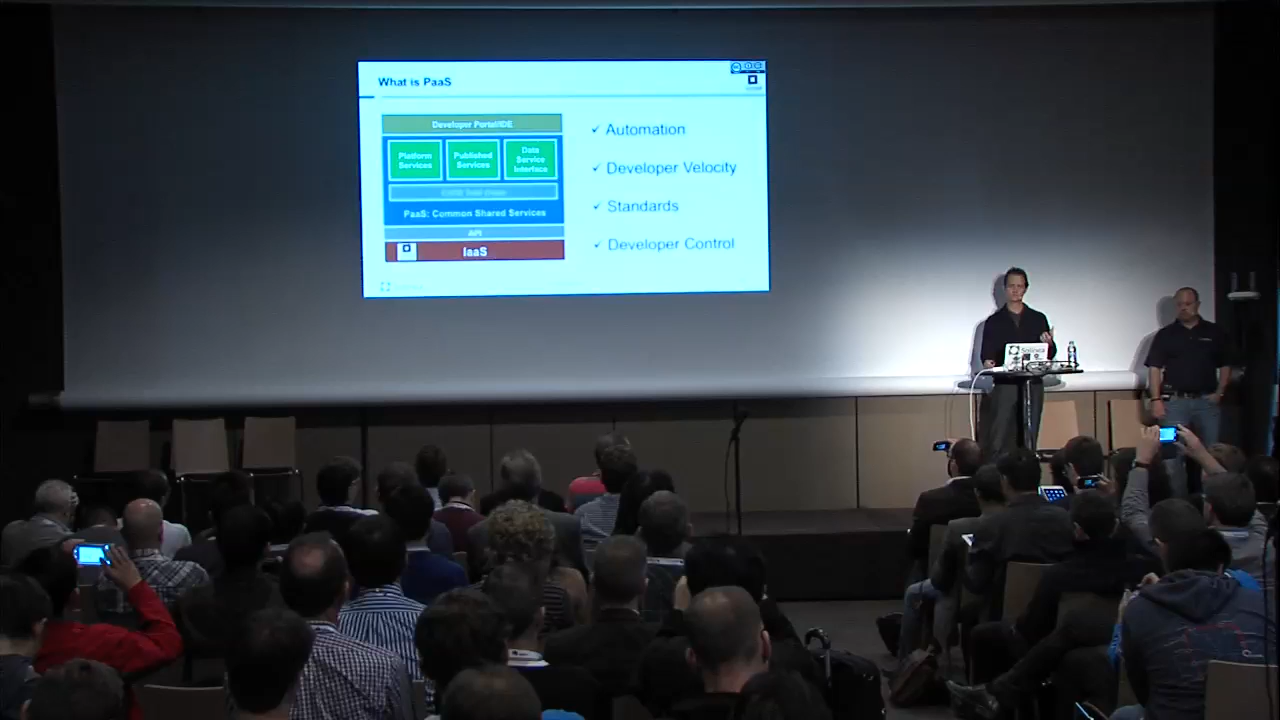 What is PaaS
Developer Portal/IDE
Platform
Services
Published
Services
Data
Service
Interface
PaaS: Common Shared Services
API
IaaS
✓ Automation
✓ Developer Velocity
✓ Standards
✓ Developer Control